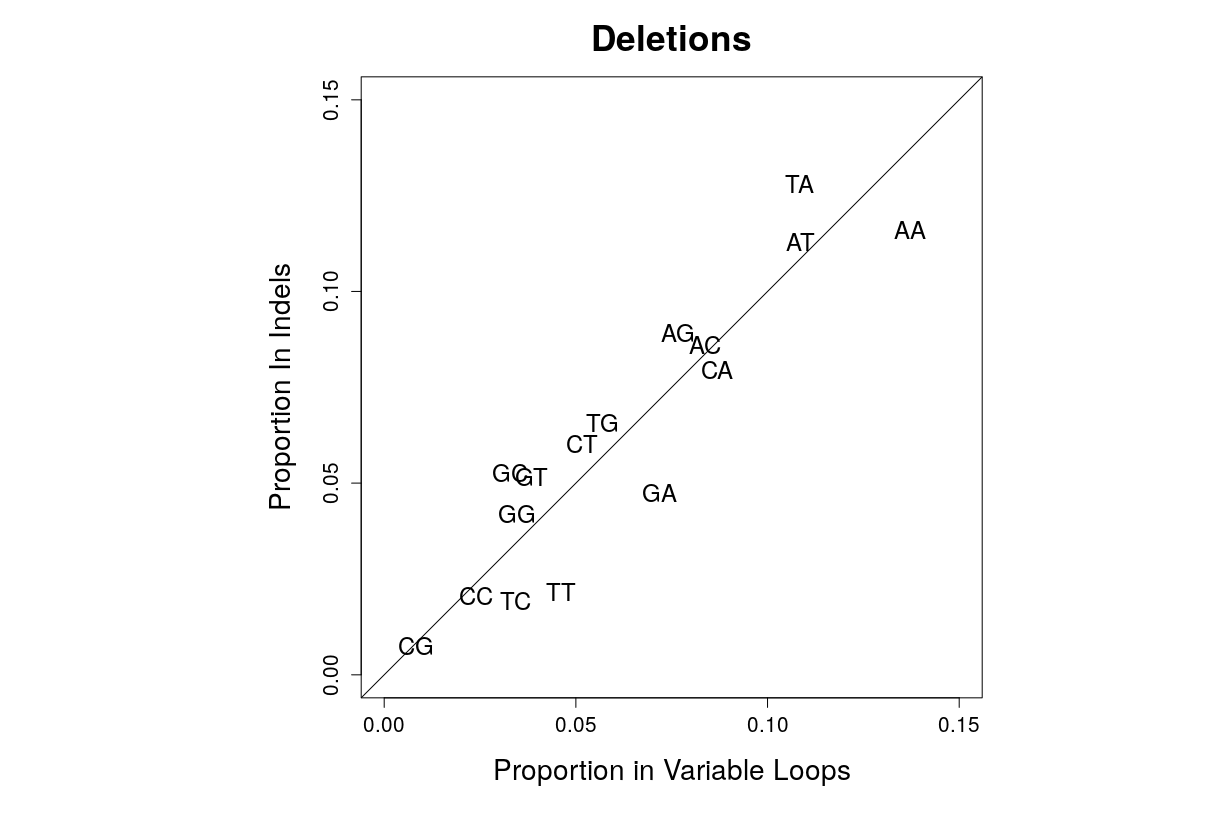 Deletions
Proportion In Indels
0.15
0.10
0.05
0.00
TA
AA
AT
AG
AC
CA
TG
CT
GC
GT
GA
GG
TT
CC
TC
CG
0.00 0.05 0.10 0.15
Proportion in Variable Loops